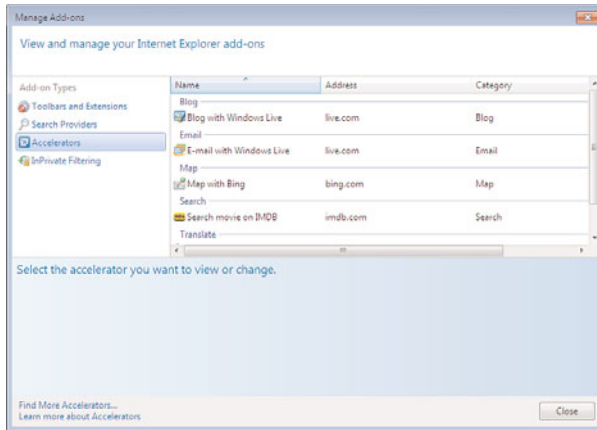 Manage Add-ons
View and manage your Internet Explorer add-ons
Add-on Types
Toolbars and Extensions
Search Providers
Accelerators
InPrivate Filtering
Name Address Category
Blog
Blog with Windows Live live.com Blog
Email
E-mail with Windows Live live.com Email
Map
Map with Bing bing.com Map
Search
Search movie on IMDB imdb.com Search
Translate
Select the accelerator you want to view or change.
Find More Accelerators...
Learn more about Accelerators
Close